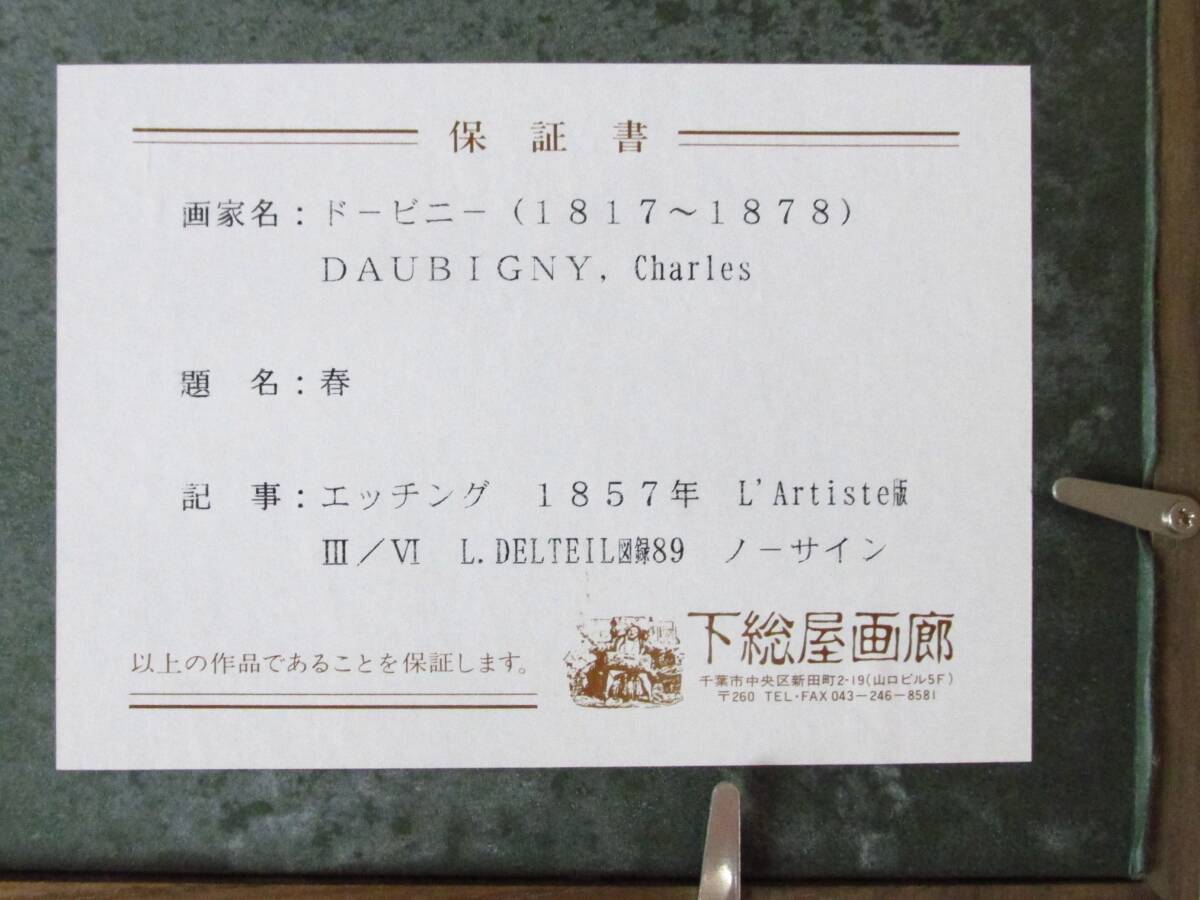 保証書
画家名：ドービニー（１８１７～１８７８）
ＤＡＵＢＩＧＮＹ, Charles
題　名：春
記　事：エッチング　１８５７年　L'Artiste版
Ⅲ／Ⅵ　L.DELTEIL図録89　ノーサイン
以上の作品であることを保証します。
下総屋画廊
千葉市中央区新田町2-19(山口ビル5F)
〒260 TEL・FAX 043-246-8581